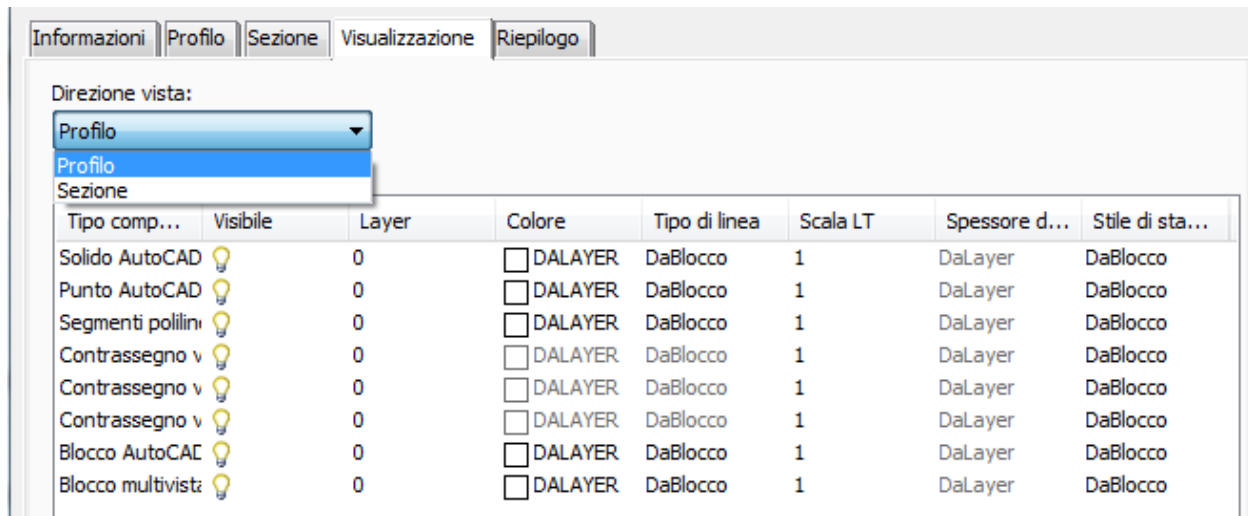 Informazioni Profilo Sezione Visualizzazione Riepilogo
Direzione vista:
Profilo
Profilo
Sezione
Tipo comp... Visibile Layer Colore Tipo di linea Scala LT Spessore d... Stile di sta...
Solido AutoCAD 0 DALAYER DaBlocco 1 DaLayer DaBlocco
Punto AutoCAD 0 DALAYER DaBlocco 1 DaLayer DaBlocco
Segmenti polilin 0 DALAYER DaBlocco 1 DaLayer DaBlocco
Contrassegno v 0 DALAYER DaBlocco 1 DaLayer DaBlocco
Contrassegno v 0 DALAYER DaBlocco 1 DaLayer DaBlocco
Contrassegno v 0 DALAYER DaBlocco 1 DaLayer DaBlocco
Blocco AutoCAD 0 DALAYER DaBlocco 1 DaLayer DaBlocco
Blocco multivista 0 DALAYER DaBlocco 1 DaLayer DaBlocco